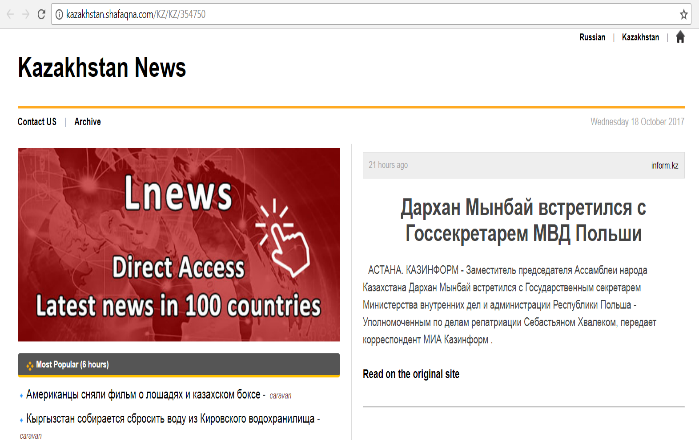 kazakhstan.shafaqna.com/KZ/KZ/354750
Russian | Kazakhstan |
Kazakhstan News
Contact US | Archive
Wednesday 18 October 2017
Lnews
Direct Access
Latest news in 100 countries
Most Popular (6 hours)
Американцы сняли фильм о лошадях и казахском боксе - caravan
Кыргызстан собирается сбросить воду из Кировского водохранилища -
caravan
21 hours ago
inform.kz
Дархан Мынбай встретился с
Госсекретарем МВД Польши
АСТАНА. КАЗИНФОРМ - Заместитель председателя Ассамблеи народа
Казахстана Дархан Мынбай встретился с Государственным секретарем
Министерства внутренних дел и администрации Республики Польша -
Уполномоченным по делам репатриации Себастьяном Хвалеком, передает
корреспондент МИА Казинформ .
Read on the original site